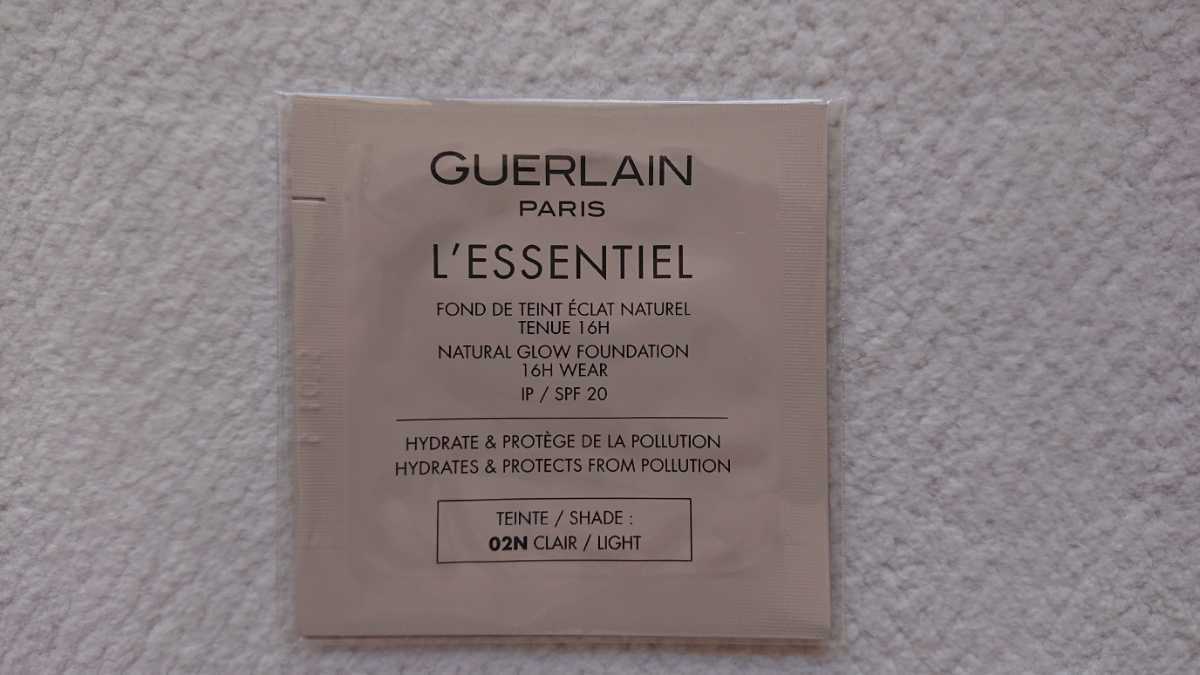 GUERLAIN
PARIS
L'ESSENTIEL
FOND DE TEINT ÉCLAT NATUREL
TENUE 16H
NATURAL GLOW FOUNDATION
16H WEAR
IP / SPF 20
HYDRATE & PROTÈGE DE LA POLLUTION
HYDRATES & PROTECTS FROM POLLUTION
TEINTE / SHADE :
02N CLAIR / LIGHT